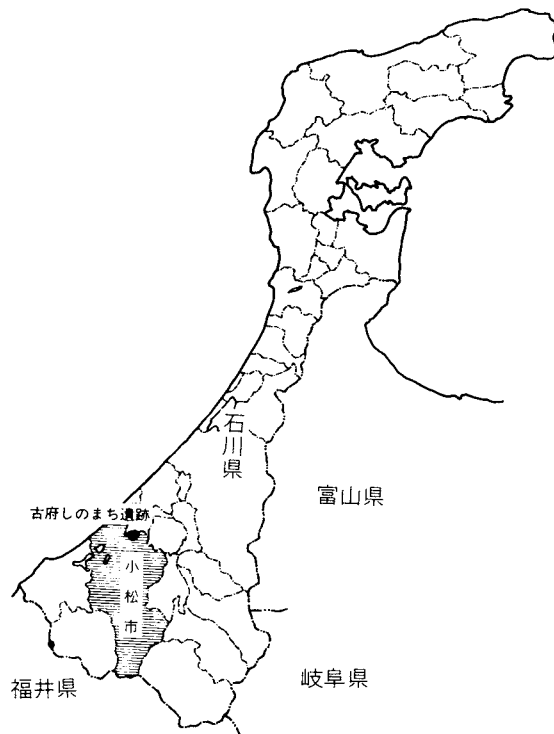 石川県
富山県
古府しのまち遺跡
小松市
福井県
岐阜県